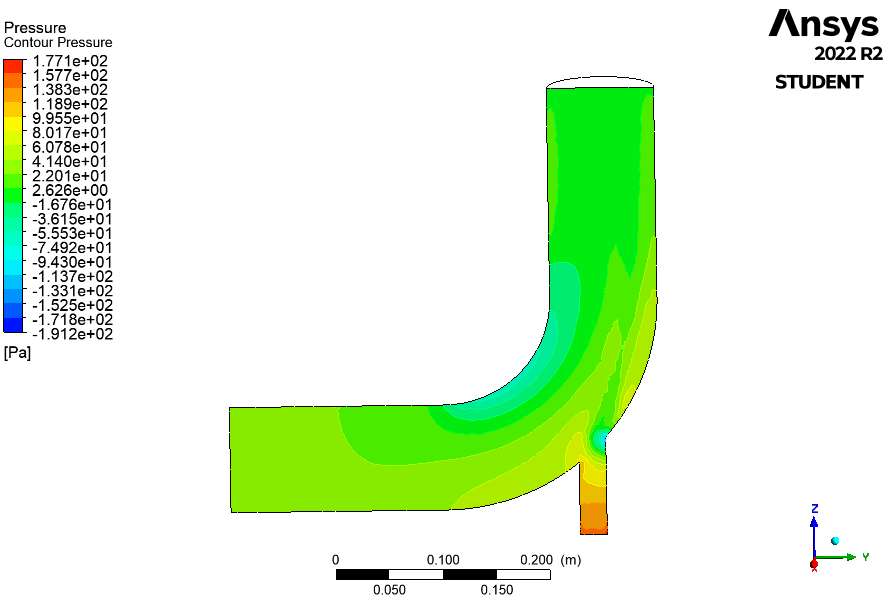 Pressure
Contour Pressure
1.771e+02
1.577e+02
1.383e+02
1.189e+02
9.955e+01
8.017e+01
6.078e+01
4.140e+01
2.201e+01
2.626e+00
-1.676e+01
-3.615e+01
-5.553e+01
-7.492e+01
-9.430e+01
-1.137e+02
-1.331e+02
-1.525e+02
-1.718e+02
-1.912e+02
[Pa]
Ansys
2022 R2
STUDENT
0 0.100 0.200 (m)
0.050 0.150
Z
Y
X